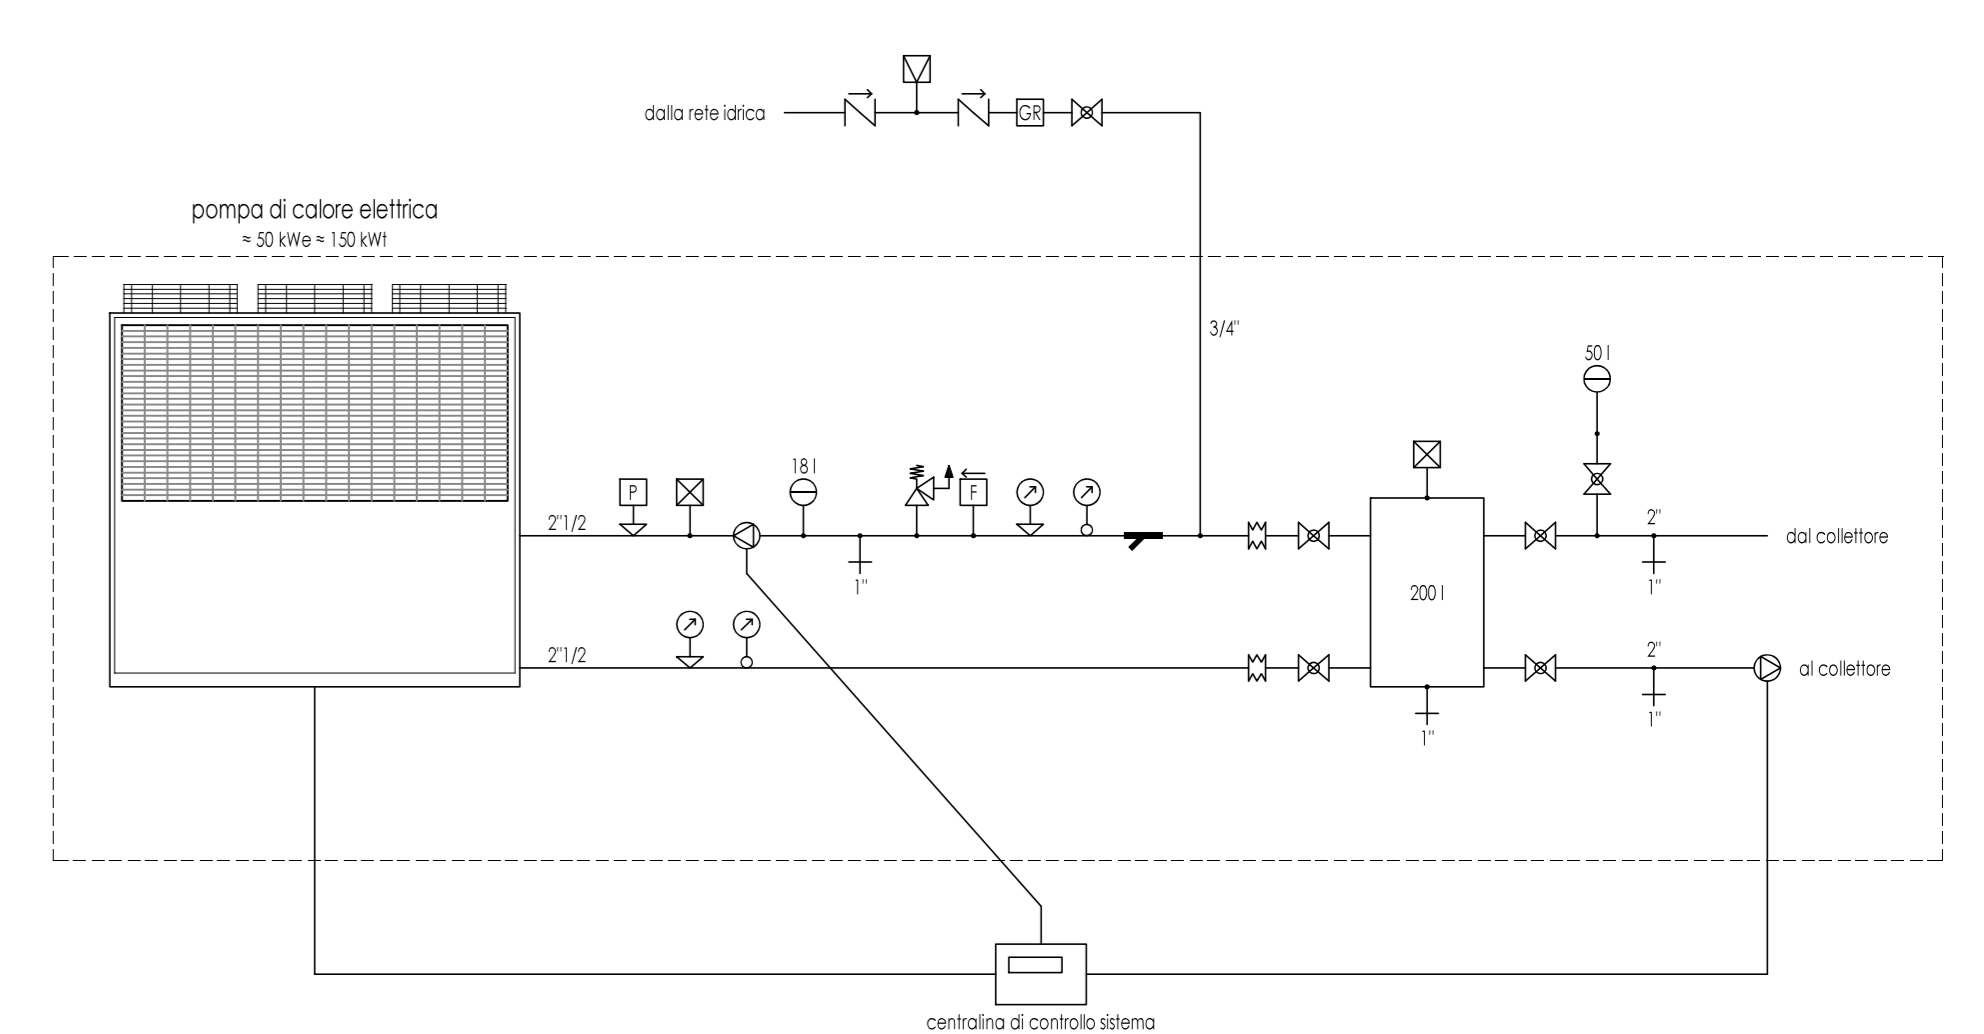 dalla rete idrica
GR
pompa di calore elettrica
≈ 50 kWe ≈ 150 kWt
3/4"
50 l
18 l
P
F
2"1/2
2"
dal collettore
1"
1"
200 l
2"1/2
2"
al collettore
1"
1"
centralina di controllo sistema